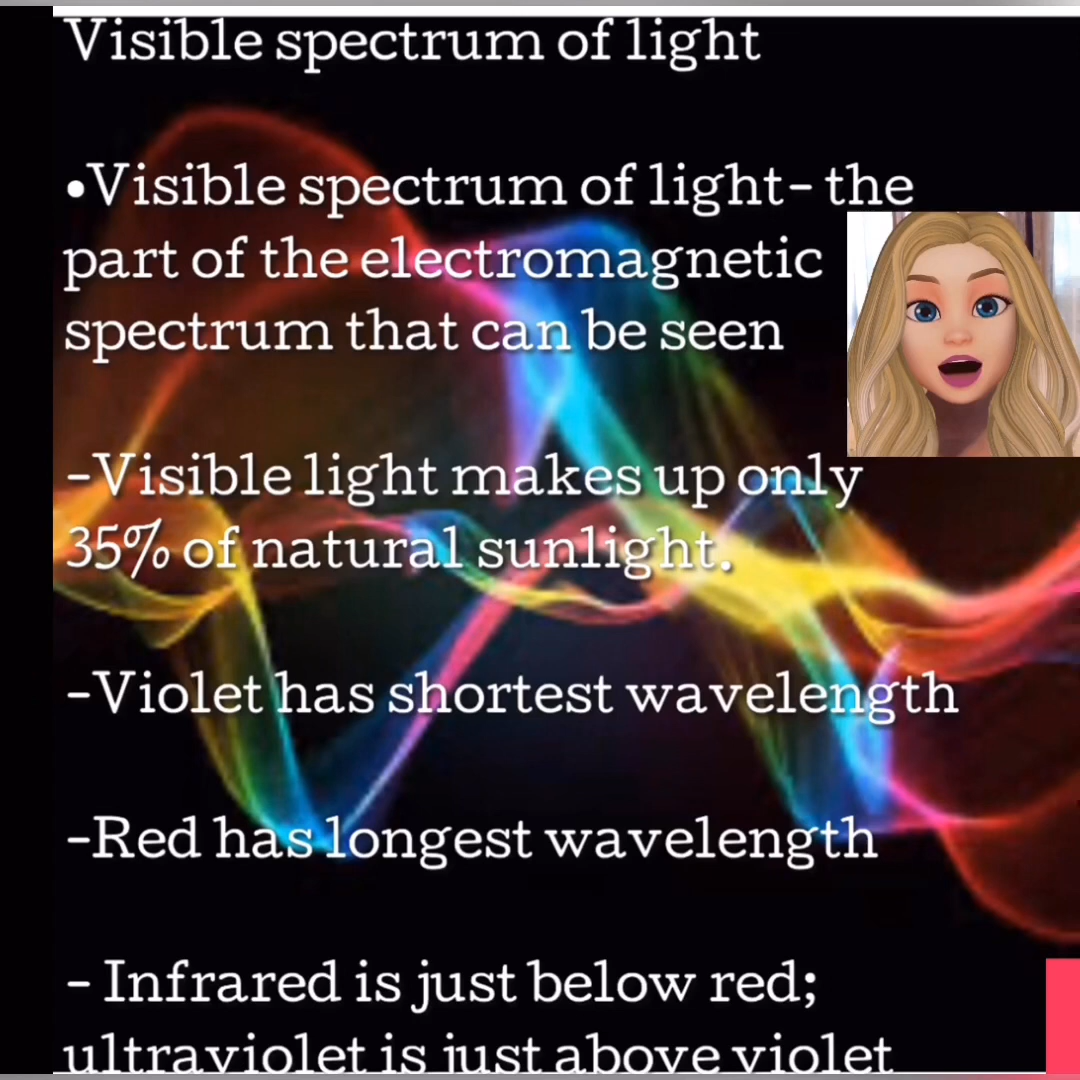 Visible spectrum of light
•Visible spectrum of light- the
part of the electromagnetic
spectrum that can be seen
-Visible light makes up only
35% of natural sunlight.
-Violet has shortest wavelength
-Red has longest wavelength
- Infrared is just below red;
ultraviolet is just above violet